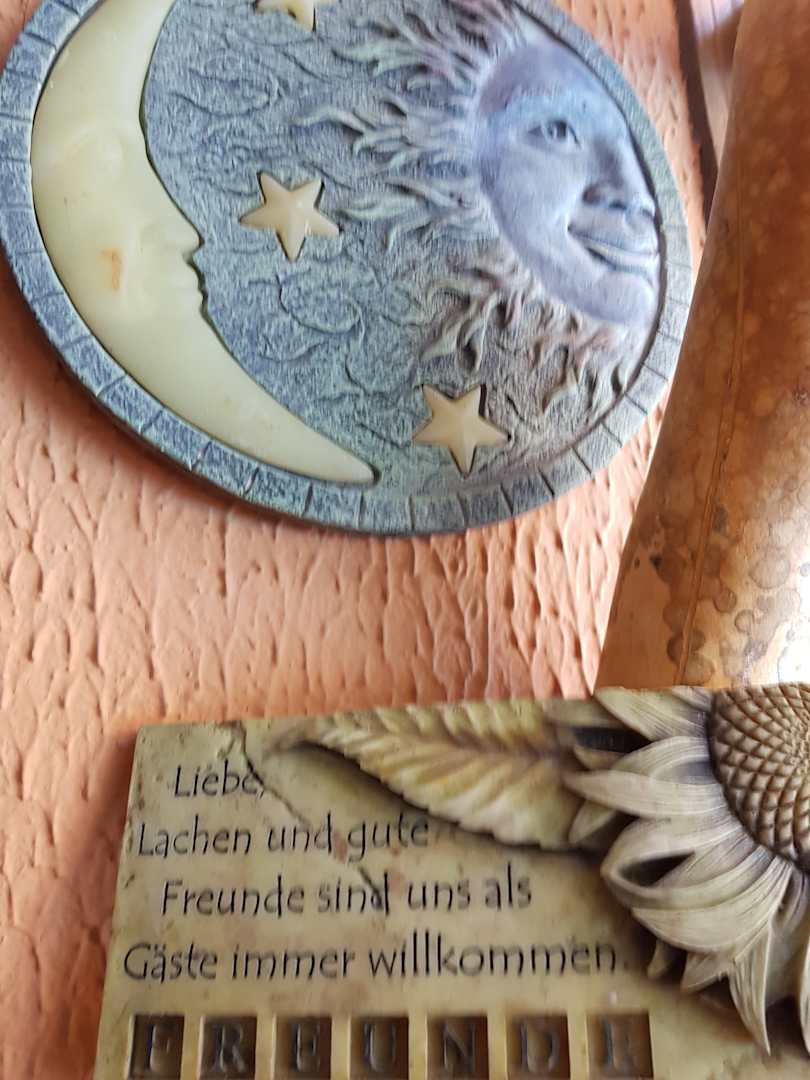 Liebe,
Lachen und gute
Freunde sind uns als
Gäste immer willkommen.
FREUNDE